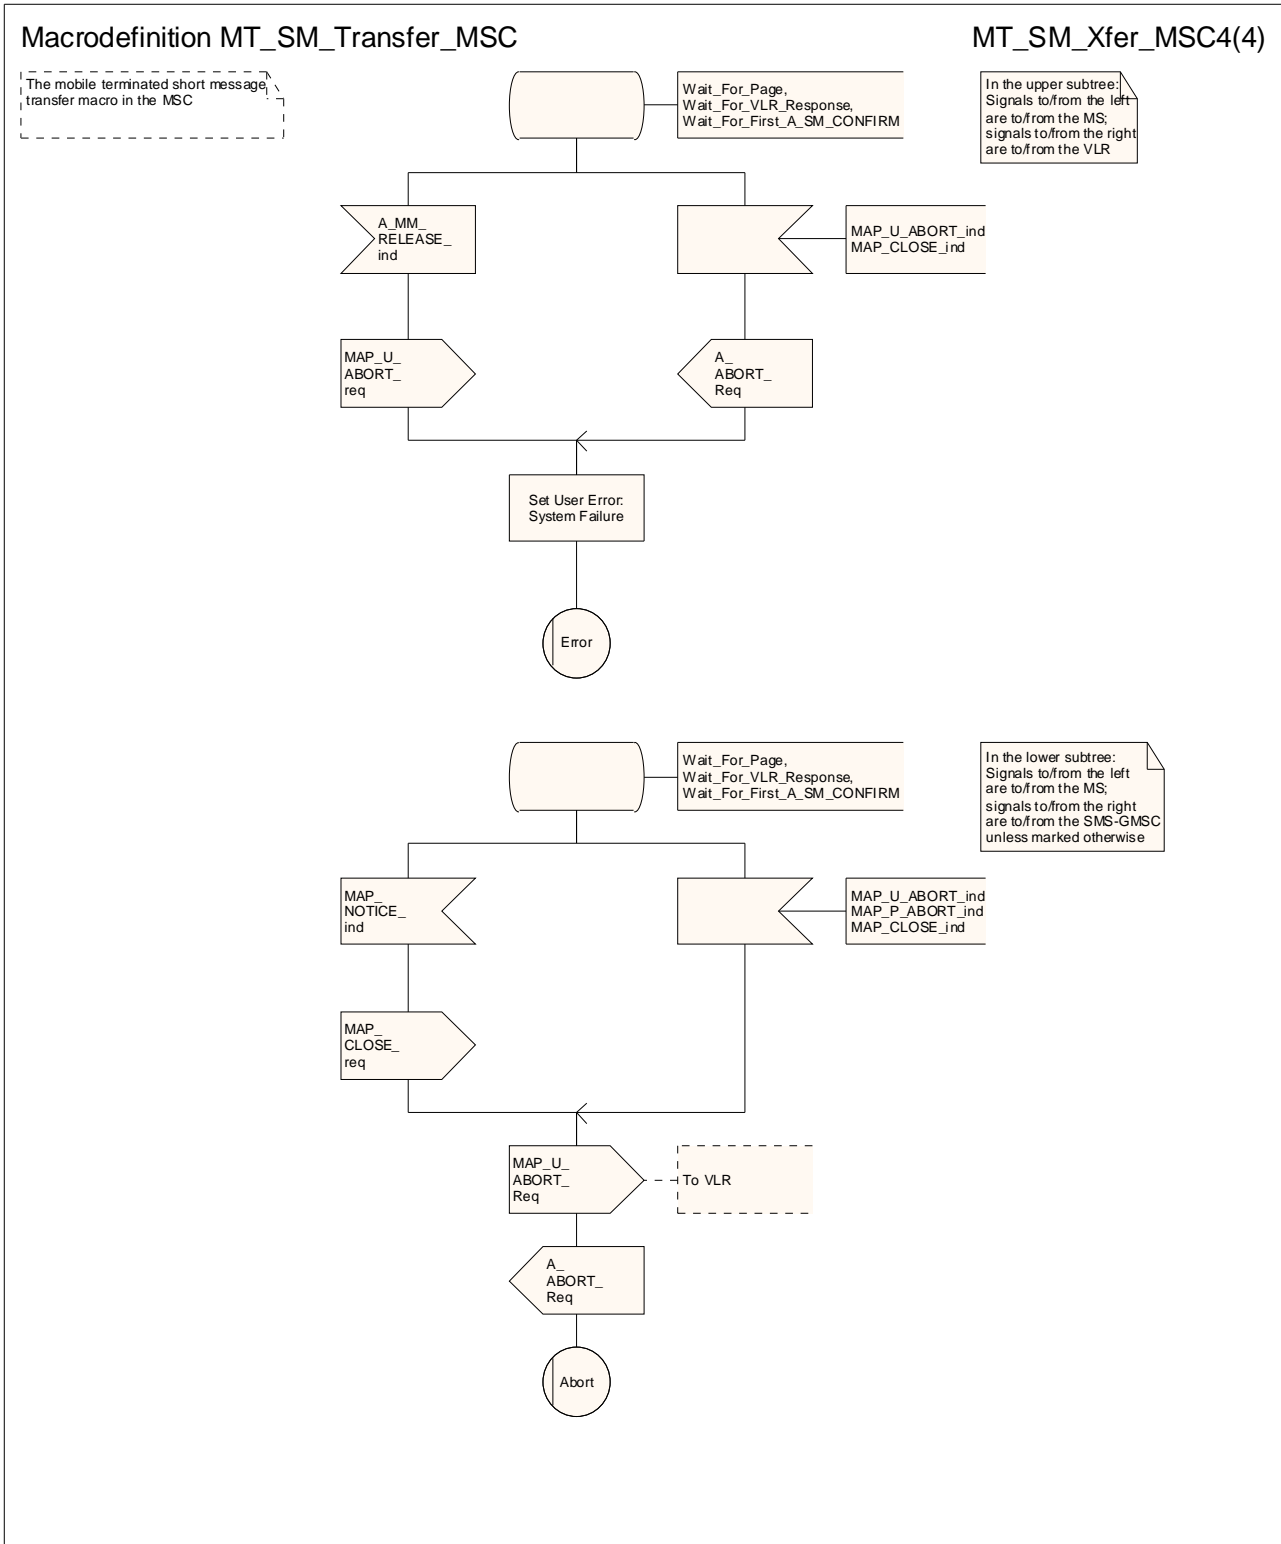 Macrodefinition MT_SM_Transfer_MSC
MT_SM_Xfer_MSC4(4)
The mobile terminated short message
transfer macro in the MSC
Wait_For_Page,
Wait_For_VLR_Response,
Wait_For_First_A_SM_CONFIRM
In the upper subtree:
Signals to/from the left
are to/from the MS;
signals to/from the right
are to/from the VLR
A_MM_
RELEASE_
ind
MAP_U_ABORT_ind
MAP_CLOSE_ind
MAP_U_
ABORT_
req
A_
ABORT_
Req
Set User Error:
System Failure
Error
Wait_For_Page,
Wait_For_VLR_Response,
Wait_For_First_A_SM_CONFIRM
In the lower subtree:
Signals to/from the left
are to/from the MS;
signals to/from the right
are to/from the SMS-GMSC
unless marked otherwise
MAP_
NOTICE_
ind
MAP_U_ABORT_ind
MAP_P_ABORT_ind
MAP_CLOSE_ind
MAP_
CLOSE_
req
MAP_U_
ABORT_
Req
To VLR
A_
ABORT_
Req
Abort